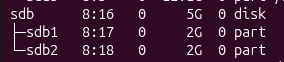 sdb 8:16 0 5G 0 disk
├─sdb1 8:17 0 2G 0 part
└─sdb2 8:18 0 2G 0 part